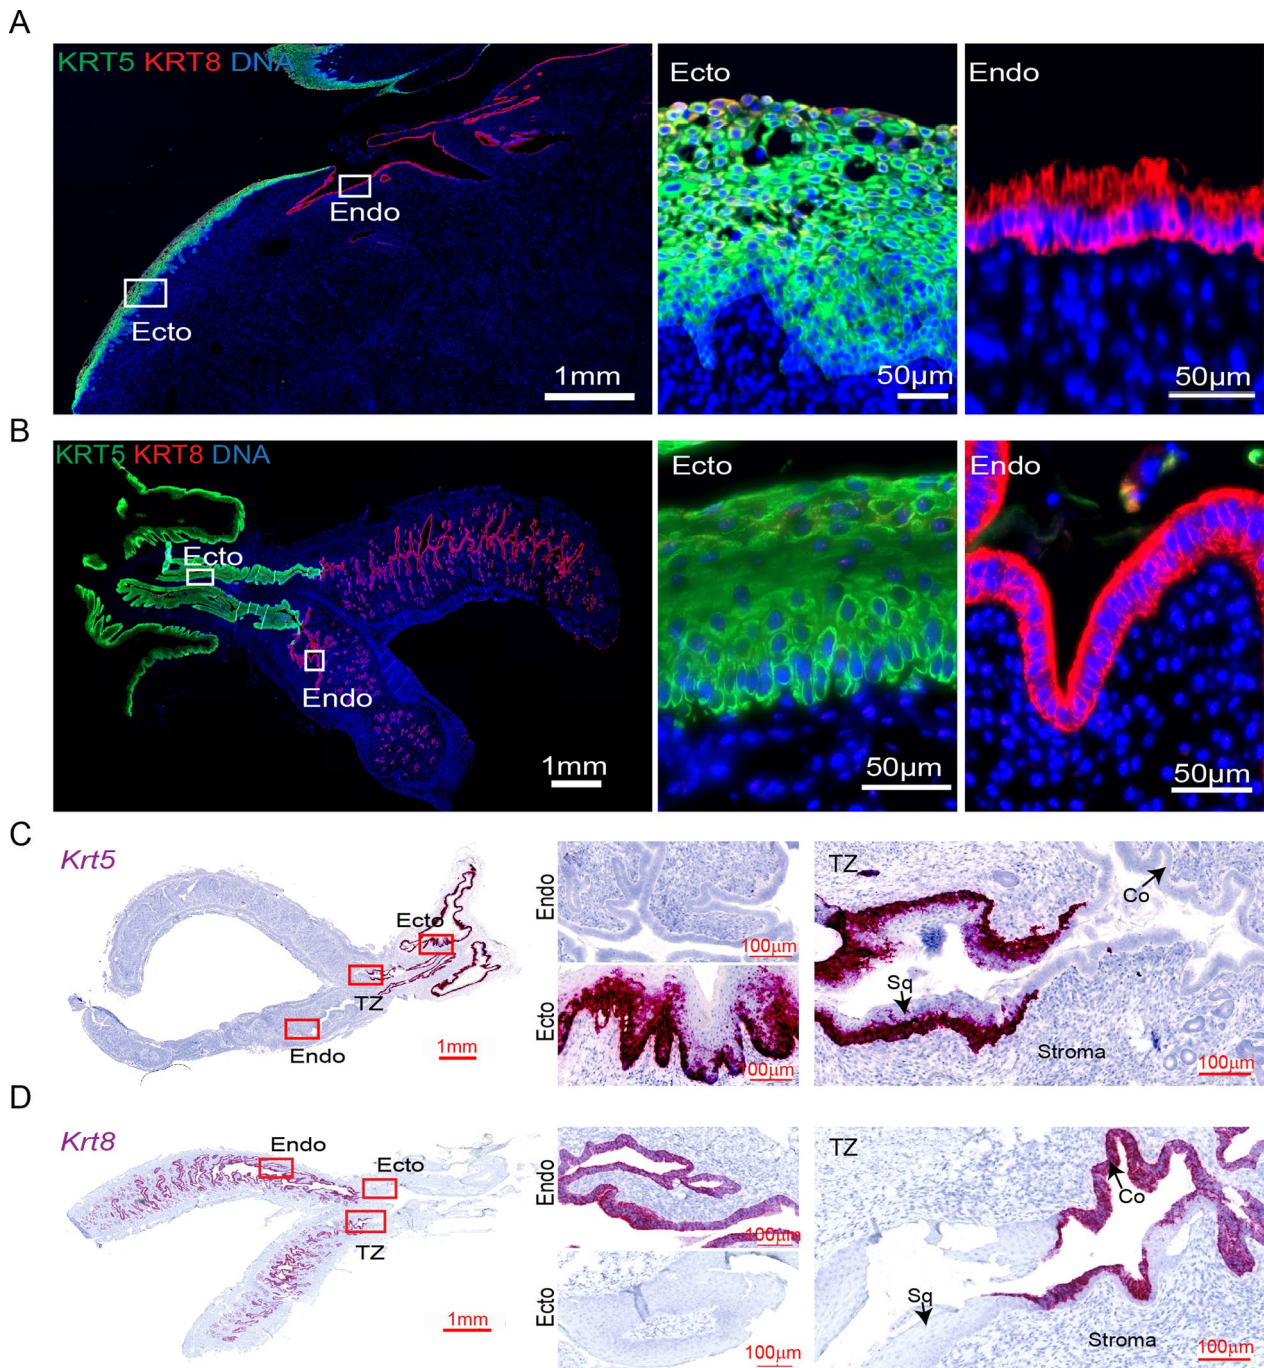 A
KRT5 KRT8 DNA
Endo
Ecto
1mm
Ecto
50μm
Endo
50μm
B
KRT5 KRT8 DNA
Ecto
Endo
1mm
Ecto
50μm
Endo
50μm
C
Krt5
Ecto
TZ
Endo
1mm
Endo
100μm
Ecto
100μm
TZ
Co
Sq
Stroma
100μm
D
Krt8
Endo
Ecto
TZ
1mm
Endo
100μm
Ecto
100μm
TZ
Co
Sq
Stroma
100μm